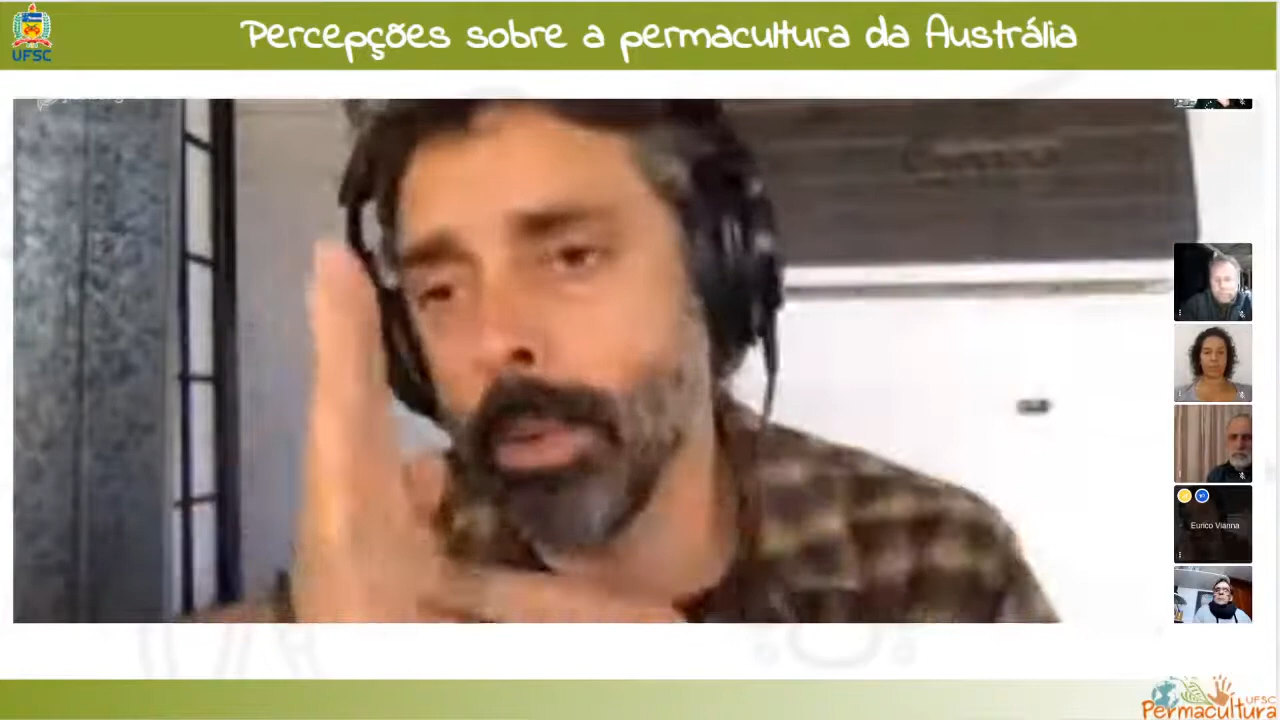 Percepções sobre a permacultura da Austrália
UFSC
Eurico Vianna
UFSC
Permacultura